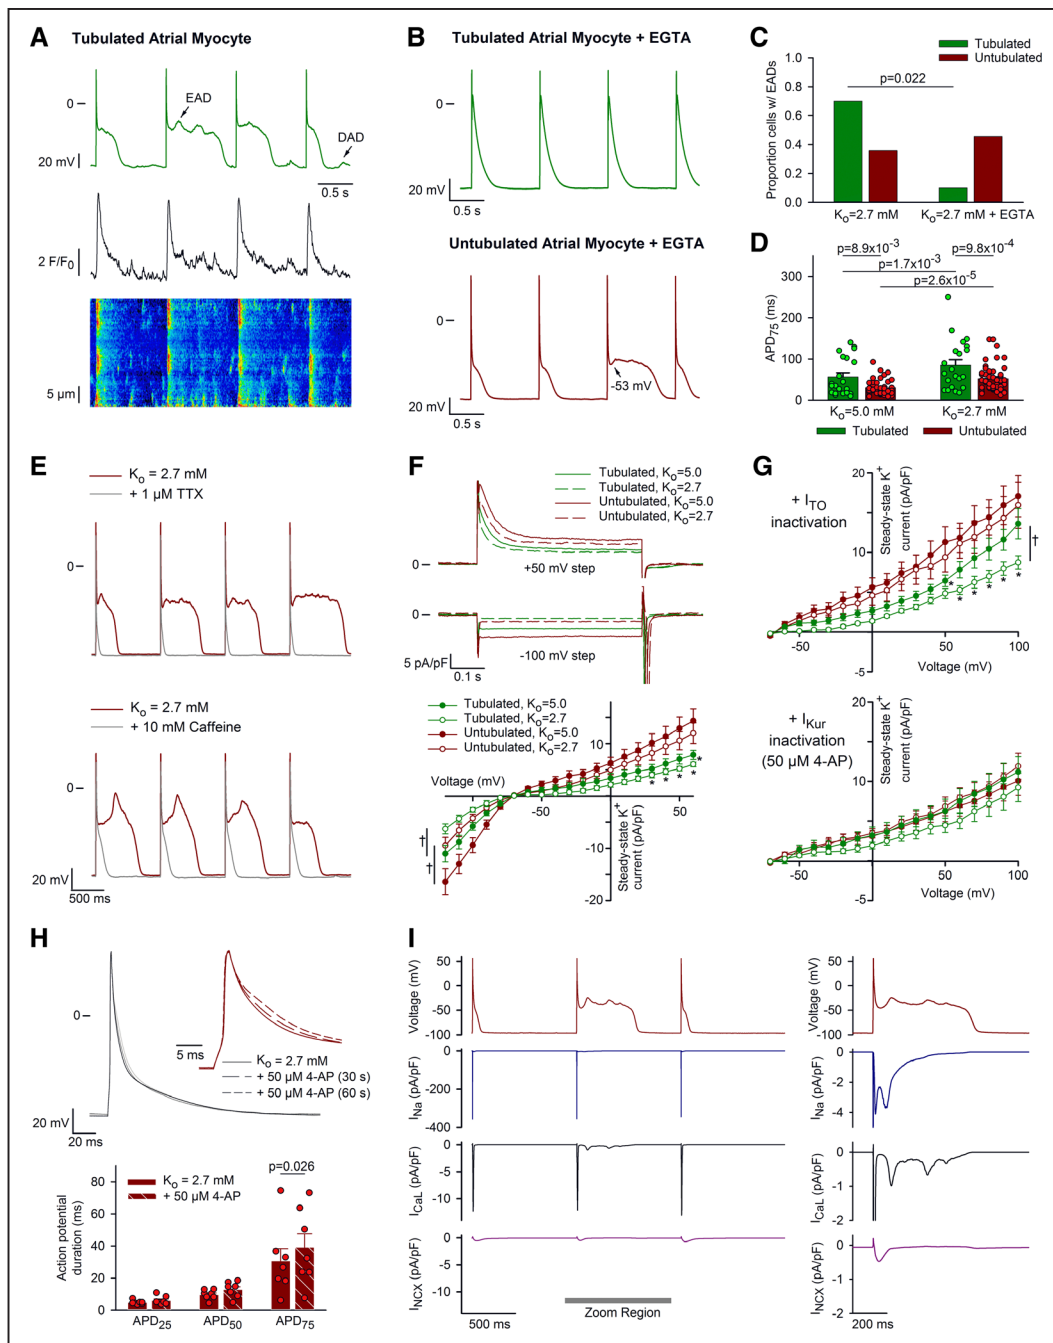 A
Tubulated Atrial Myocyte
0
EAD
DAD
20 mV
0.5 s
2 F/F0
5 µm
B
Tubulated Atrial Myocyte + EGTA
0
20 mV
0.5 s
Untubulated Atrial Myocyte + EGTA
0
-53 mV
20 mV
0.5 s
C
Tubulated
Untubulated
Proportion cells w/ EADs
1.0
0.8
0.6
0.4
0.2
0.0
p=0.022
Ko=2.7 mM
Ko=2.7 mM + EGTA
D
p=8.9x10-3
p=9.8x10-4
p=1.7x10-3
p=2.6x10-5
APD75 (ms)
300
200
100
0
Ko=5.0 mM
Ko=2.7 mM
Tubulated
Untubulated
E
Ko = 2.7 mM
+ 1 µM TTX
0
Ko = 2.7 mM
+ 10 mM Caffeine
0
20 mV
500 ms
F
Tubulated, Ko=5.0
Tubulated, Ko=2.7
Untubulated, Ko=5.0
Untubulated, Ko=2.7
0
+50 mV step
0
-100 mV step
5 pA/pF
0.1 s
Tubulated, Ko=5.0
Tubulated, Ko=2.7
Untubulated, Ko=5.0
Untubulated, Ko=2.7
Voltage (mV)
10
-50
50
-10
-20
Steady-state K+
current (pA/pF)
* * * * *
†
†
G
+ ITO
inactivation
Steady-state K+
current (pA/pF)
20
10
-5
-50
50
100
Voltage (mV)
* * * * * *
†
+ IKur
inactivation
(50 µM 4-AP)
Steady-state K+
current (pA/pF)
20
10
-5
-50
50
100
Voltage (mV)
H
0
5 ms
Ko = 2.7 mM
+ 50 µM 4-AP (30 s)
+ 50 µM 4-AP (60 s)
20 mV
20 ms
Ko = 2.7 mM
+ 50 µM 4-AP
p=0.026
Action potential
duration (ms)
80
60
40
20
0
APD25
APD50
APD75
I
Voltage (mV)
50
0
-50
-100
INa (pA/pF)
0
-200
-400
ICaL (pA/pF)
0
-5
-10
INCX (pA/pF)
0
-5
-10
500 ms
Zoom Region
Voltage (mV)
50
0
-50
-100
INa (pA/pF)
0
-2
-4
ICaL (pA/pF)
0
-1
-2
INCX (pA/pF)
0
-1
-2
200 ms